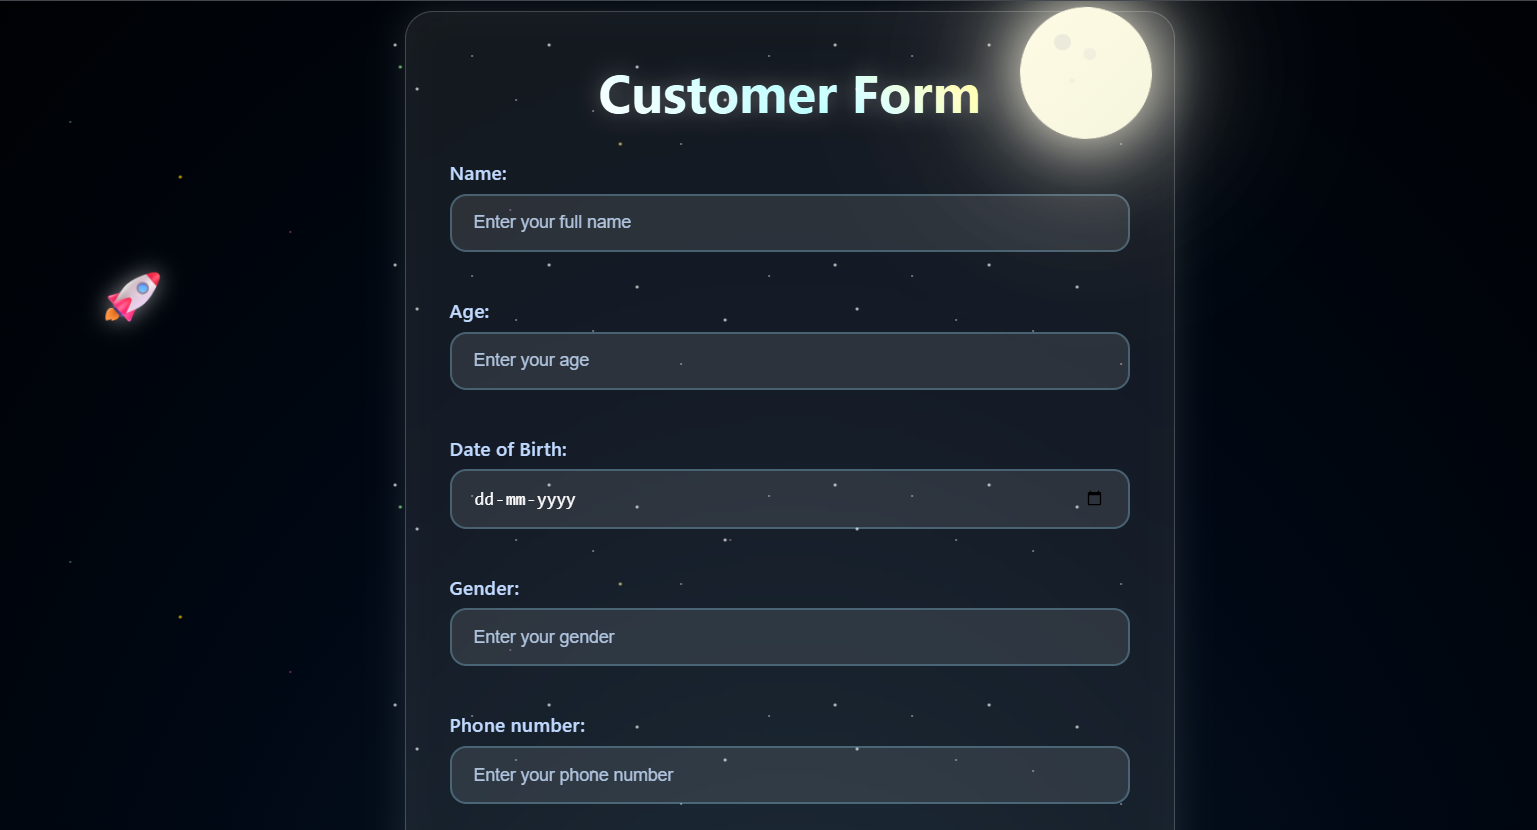 Customer Form
Name:
Enter your full name
Age:
Enter your age
Date of Birth:
dd-mm-yyyy
Gender:
Enter your gender
Phone number:
Enter your phone number